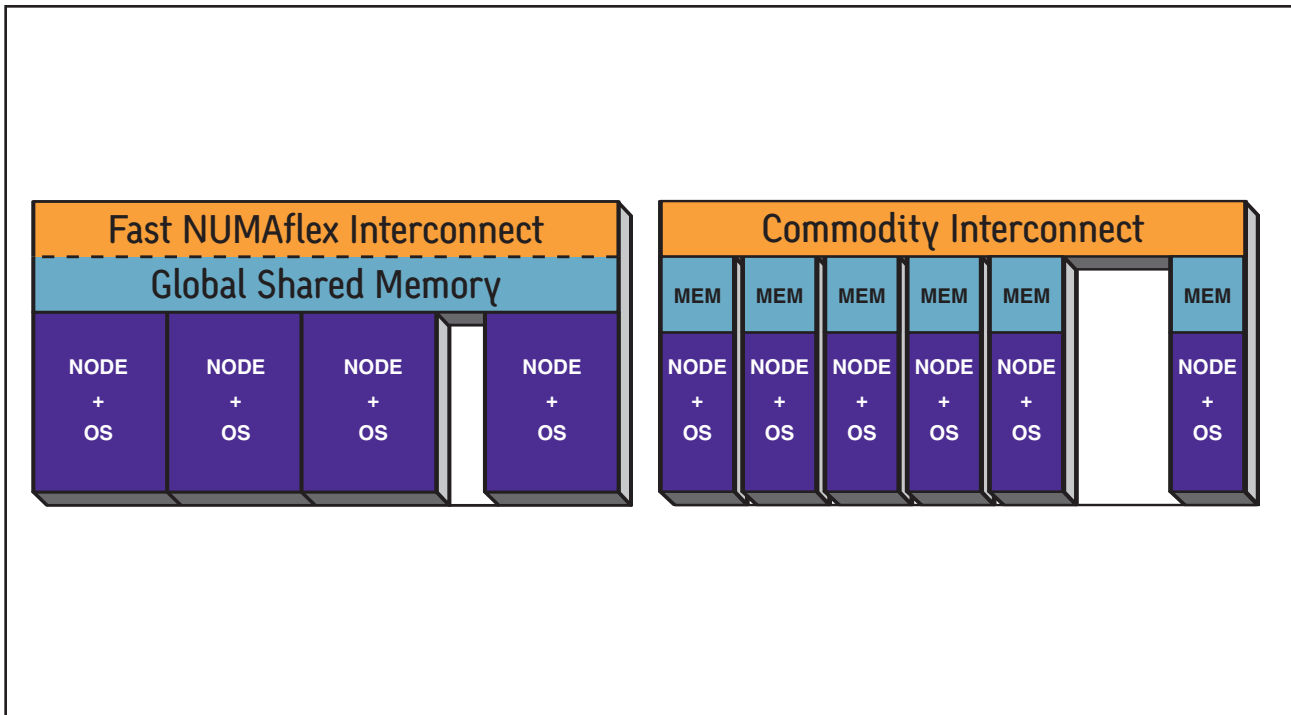 Fast NUMAflex Interconnect
Global Shared Memory
NODE
+
OS
NODE
+
OS
NODE
+
OS
NODE
+
OS
Commodity Interconnect
MEM
MEM
MEM
MEM
MEM
MEM
NODE
+
OS
NODE
+
OS
NODE
+
OS
NODE
+
OS
NODE
+
OS
NODE
+
OS